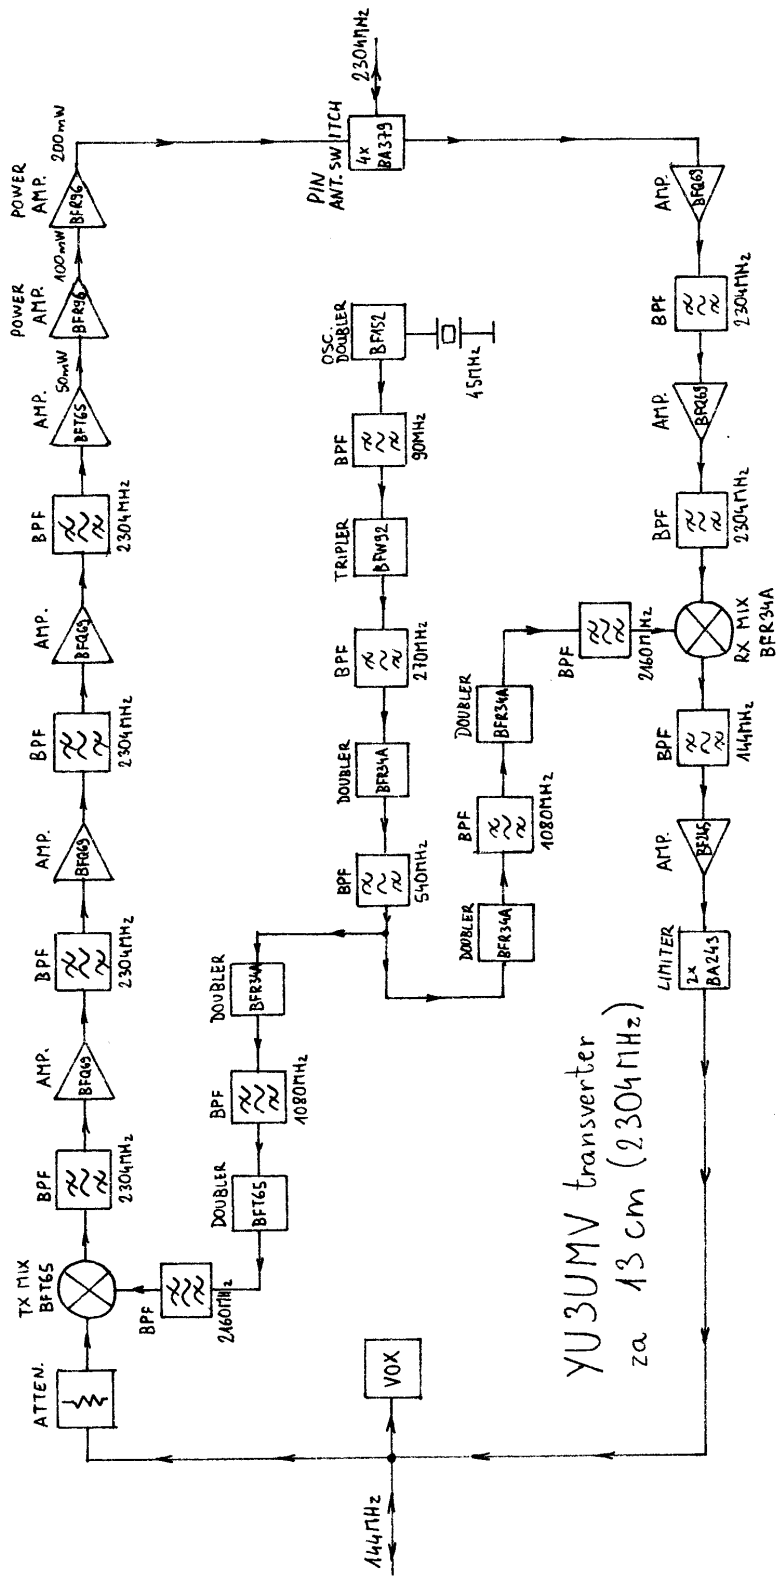 144MHz
VOX
ATTEN.
TX MIX
BFT65
BPF
2304MHz
AMP.
BFQ69
BPF
2304MHz
AMP.
BFQ69
BPF
2304MHz
AMP.
BFQ69
BPF
2304MHz
AMP.
BFT65
50mW
POWER
AMP.
BFR96
100mW
POWER
AMP.
BFR96
200mW
PIN
ANT. SWITCH
4x
BA379
2304MHz
OSC.
DOUBLER
BF152
45MHz
BPF
90MHz
TRIPLER
BFW92
BPF
270MHz
DOUBLER
BFR34A
BPF
540MHz
DOUBLER
BFR34A
BPF
1080MHz
DOUBLER
BFT65
BPF
2160MHz
DOUBLER
BFR34A
BPF
1080MHz
DOUBLER
BFR34A
BPF
2160MHz
AMP.
BFQ69
BPF
2304MHz
AMP.
BFQ69
BPF
2304MHz
RX MIX
BFR34A
BPF
144MHz
AMP.
BF245
LIMITER
2x
BA243
YU3UMV transverter
za 13 cm (2304MHz)